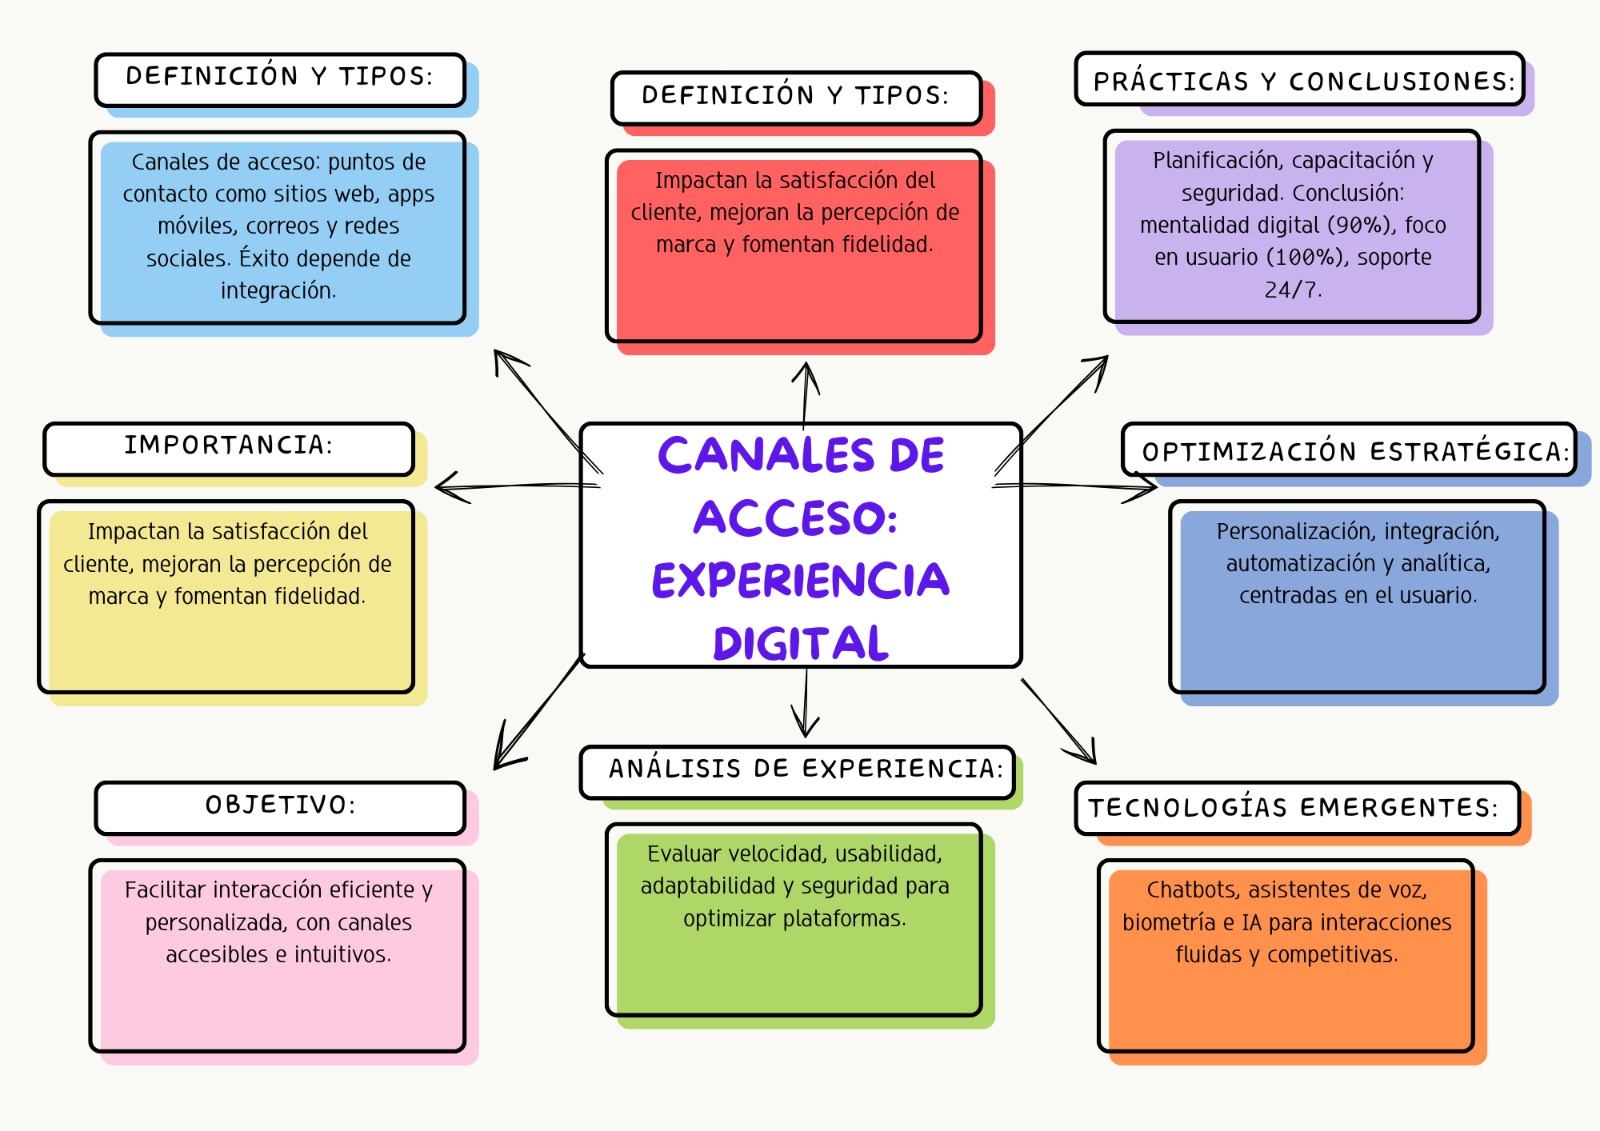 DEFINICIÓN Y TIPOS:
Canales de acceso: puntos de
contacto como sitios web, apps
móviles, correos y redes
sociales. Éxito depende de
integración.
DEFINICIÓN Y TIPOS:
Impactan la satisfacción del
cliente, mejoran la percepción de
marca y fomentan fidelidad.
PRÁCTICAS Y CONCLUSIONES:
Planificación, capacitación y
seguridad. Conclusión:
mentalidad digital (90%), foco
en usuario (100%), soporte
24/7.
IMPORTANCIA:
Impactan la satisfacción del
cliente, mejoran la percepción de
marca y fomentan fidelidad.
CANALES DE
ACCESO:
EXPERIENCIA
DIGITAL
OPTIMIZACIÓN ESTRATÉGICA:
Personalización, integración,
automatización y analítica,
centradas en el usuario.
OBJETIVO:
Facilitar interacción eficiente y
personalizada, con canales
accesibles e intuitivos.
ANÁLISIS DE EXPERIENCIA:
Evaluar velocidad, usabilidad,
adaptabilidad y seguridad para
optimizar plataformas.
TECNOLOGÍAS EMERGENTES:
Chatbots, asistentes de voz,
biometría e IA para interacciones
fluidas y competitivas.